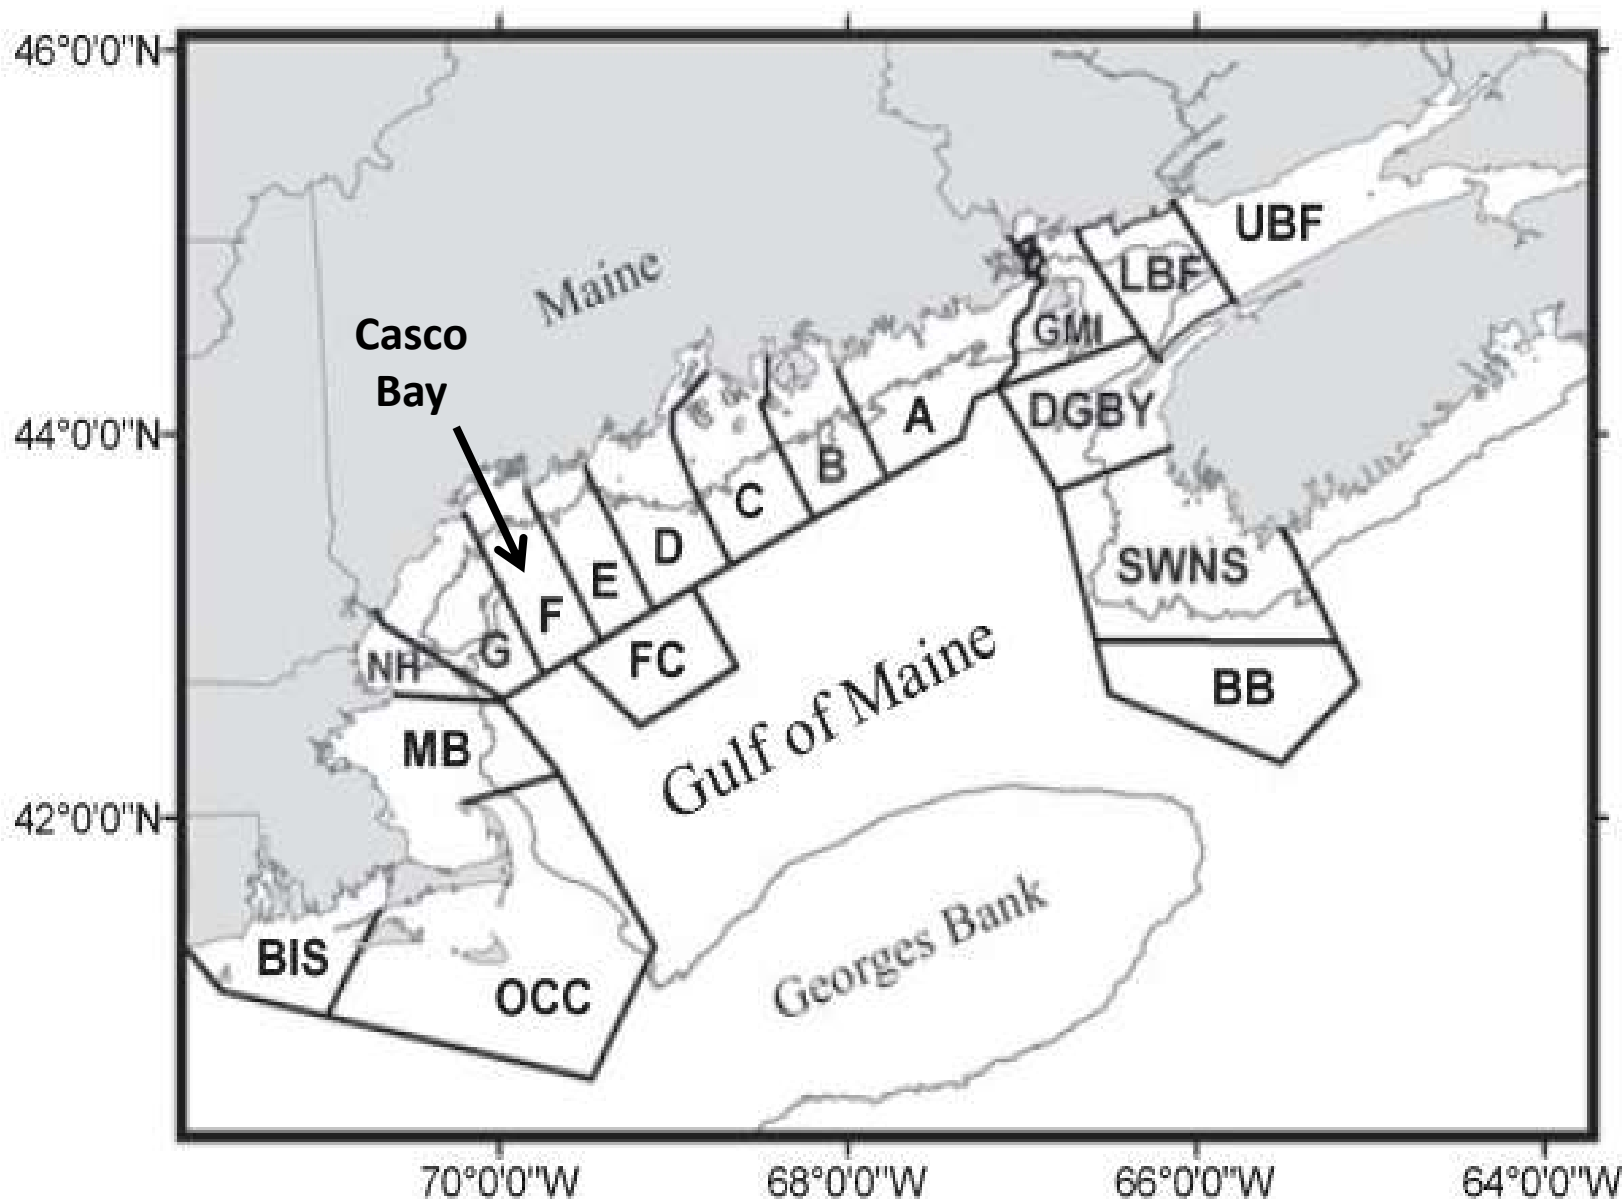 46°0'0"N
UBF
LBF
Maine
GMI
Casco
Bay
DGBY
A
44°0'0"N
B
C
D
SWNS
E
F
G
FC
NH
BB
Gulf of Maine
MB
42°0'0"N
Georges Bank
BIS
OCC
70°0'0"W
68°0'0"W
66°0'0"W
64°0'0"W